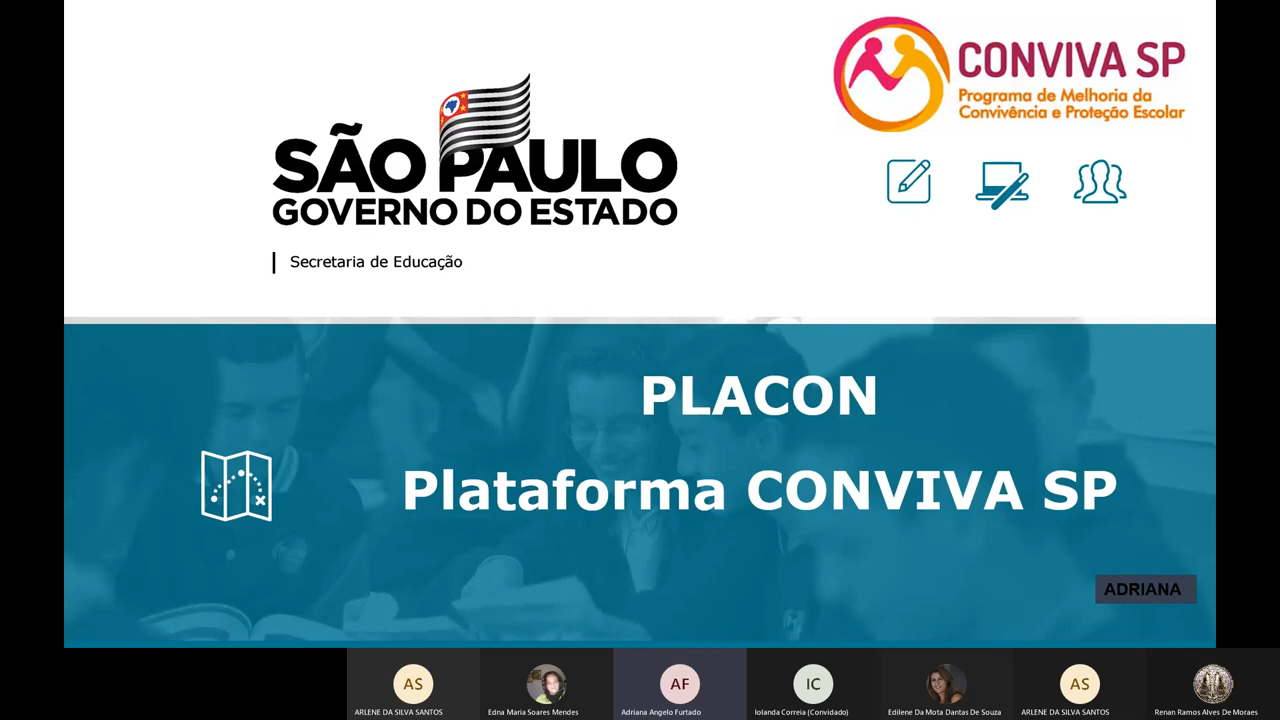 CONVIVA SP
Programa de Melhoria da
Convivência e Proteção Escolar
SÃO PAULO
GOVERNO DO ESTADO
Secretaria de Educação
PLACON
Plataforma CONVIVA SP
ADRIANA
AS
AF
IC
AS
ARLENE DA SILVA SANTOS
Edna Maria Soares Mendes
Adriana Angelo Furtado
Iolanda Correia (Convidado)
Edilene Da Mota Dantas De Souza
ARLENE DA SILVA SANTOS
Renan Ramos Alves De Moraes